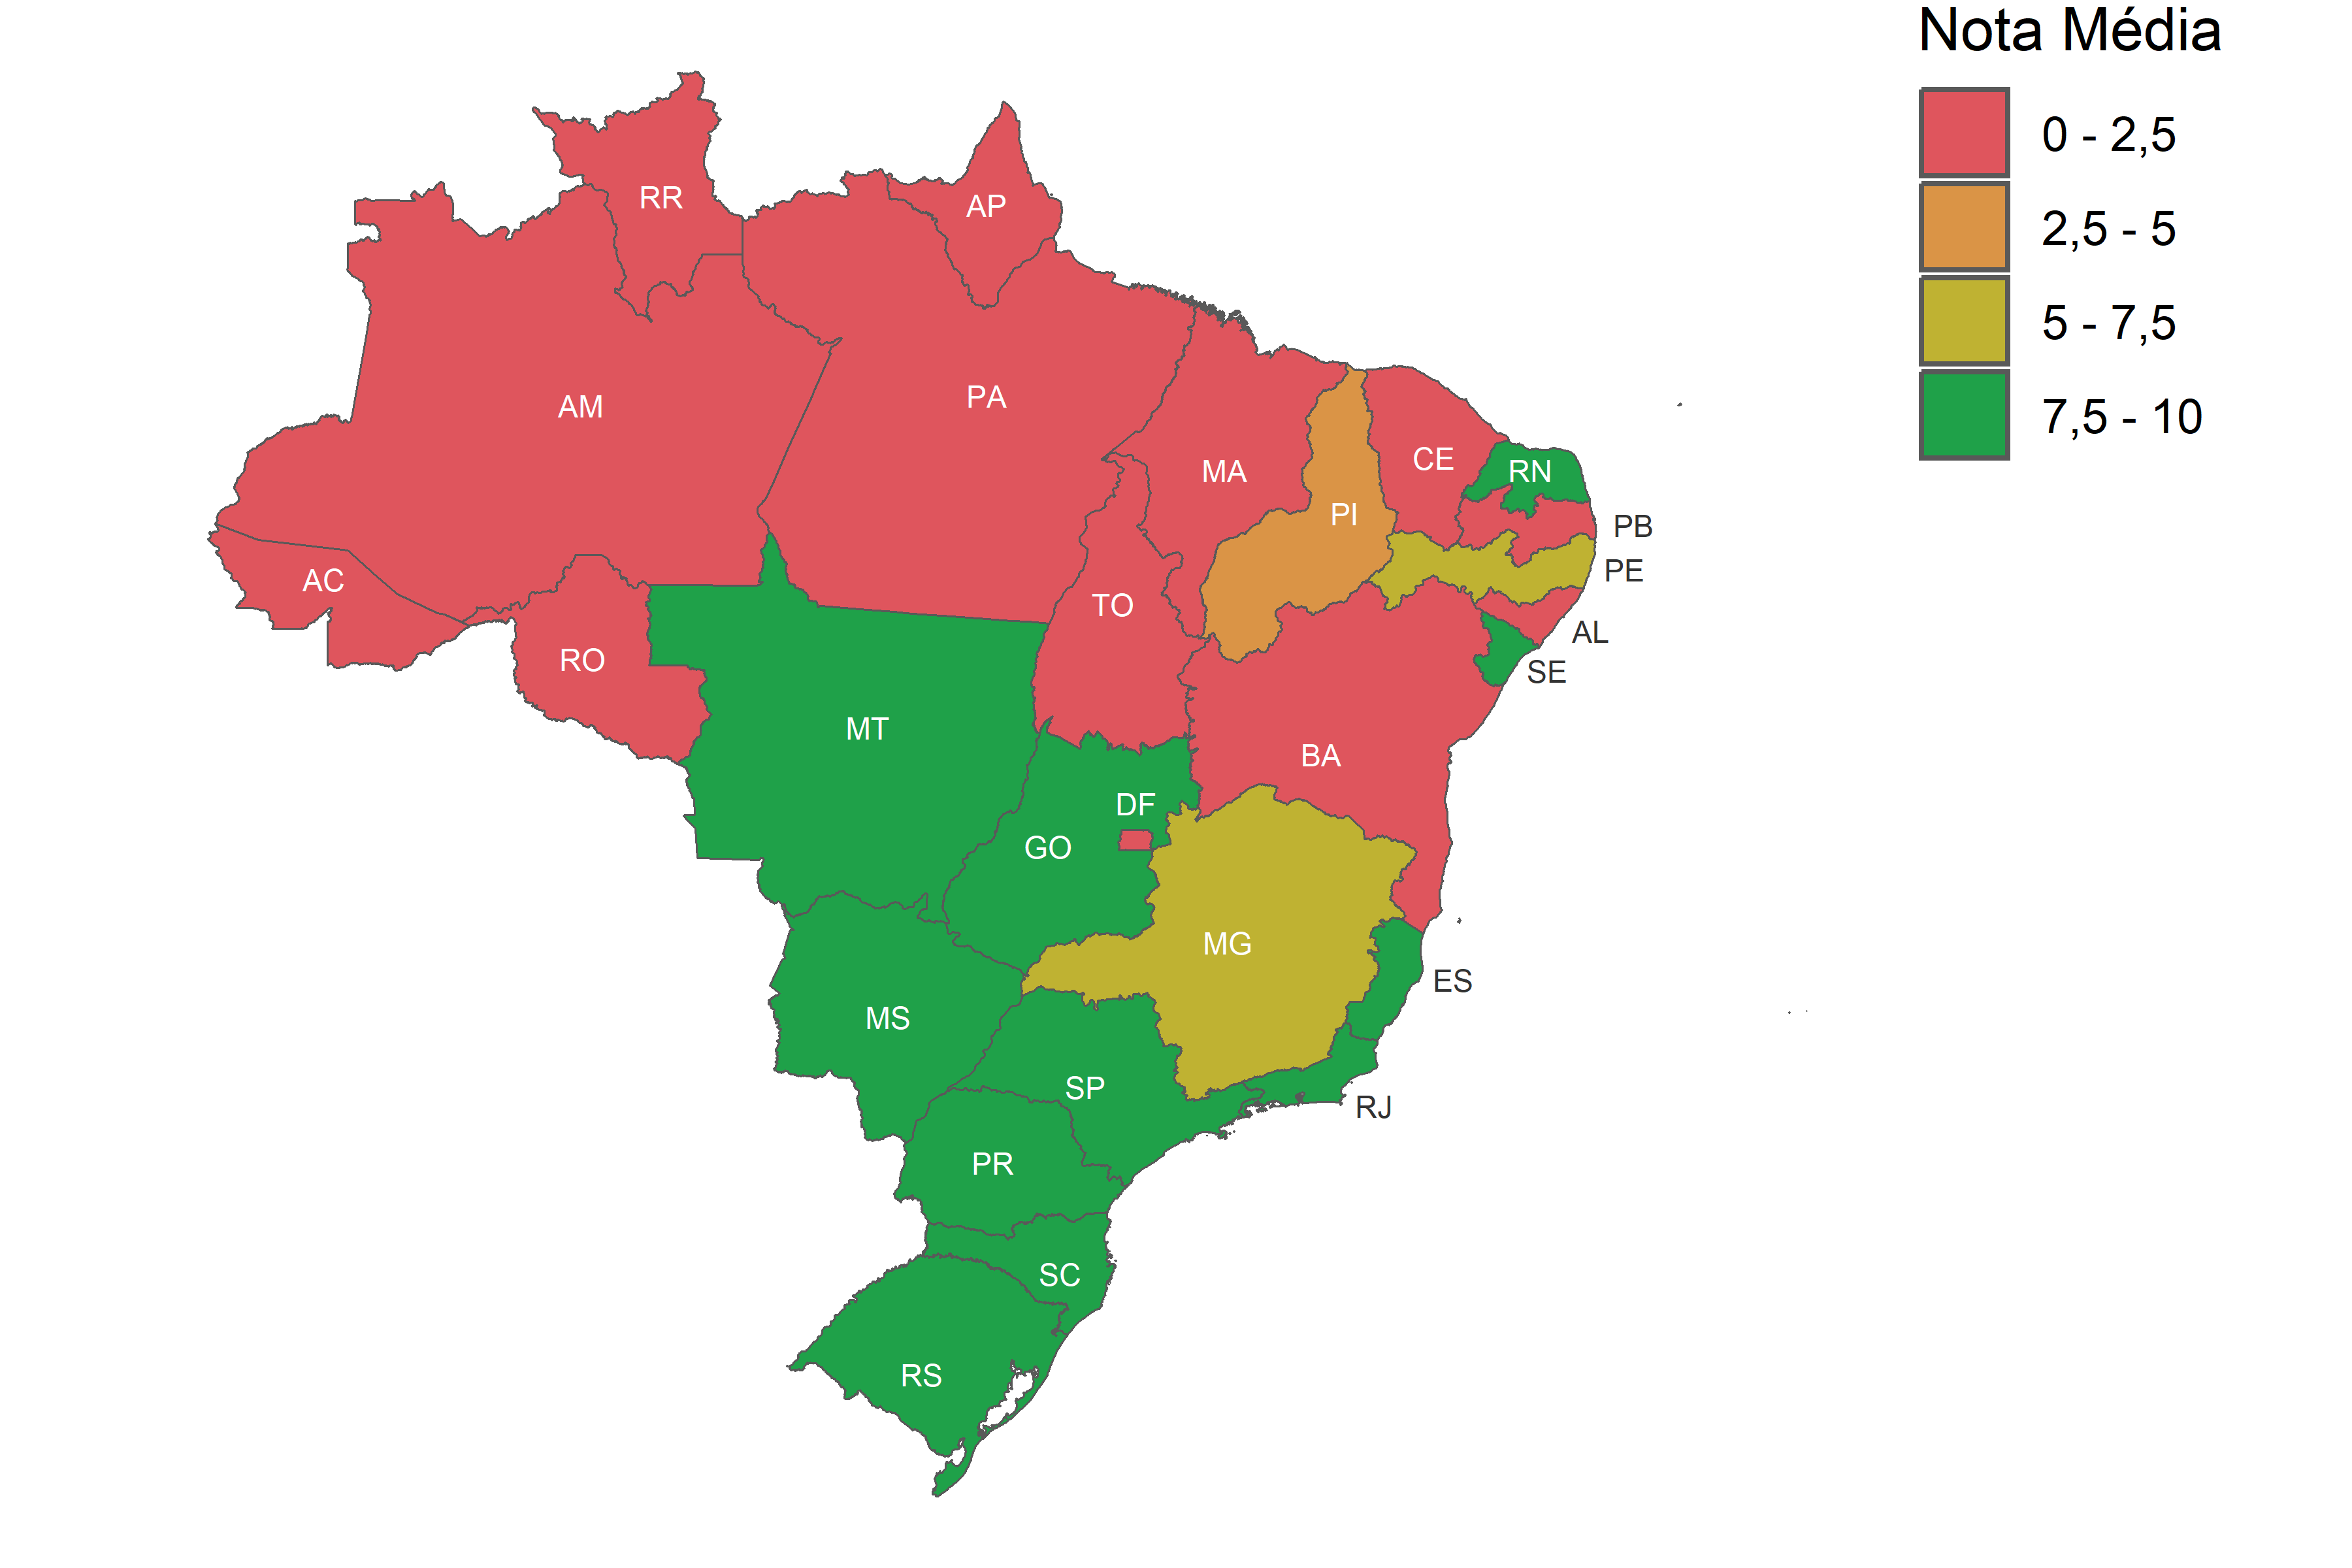 Nota Média
0 - 2,5
2,5 - 5
5 - 7,5
7,5 - 10
RR
AP
AM
PA
MA
CE
RN
PI
PB
PE
AC
TO
AL
RO
SE
MT
BA
DF
GO
MG
ES
MS
SP
RJ
PR
SC
RS